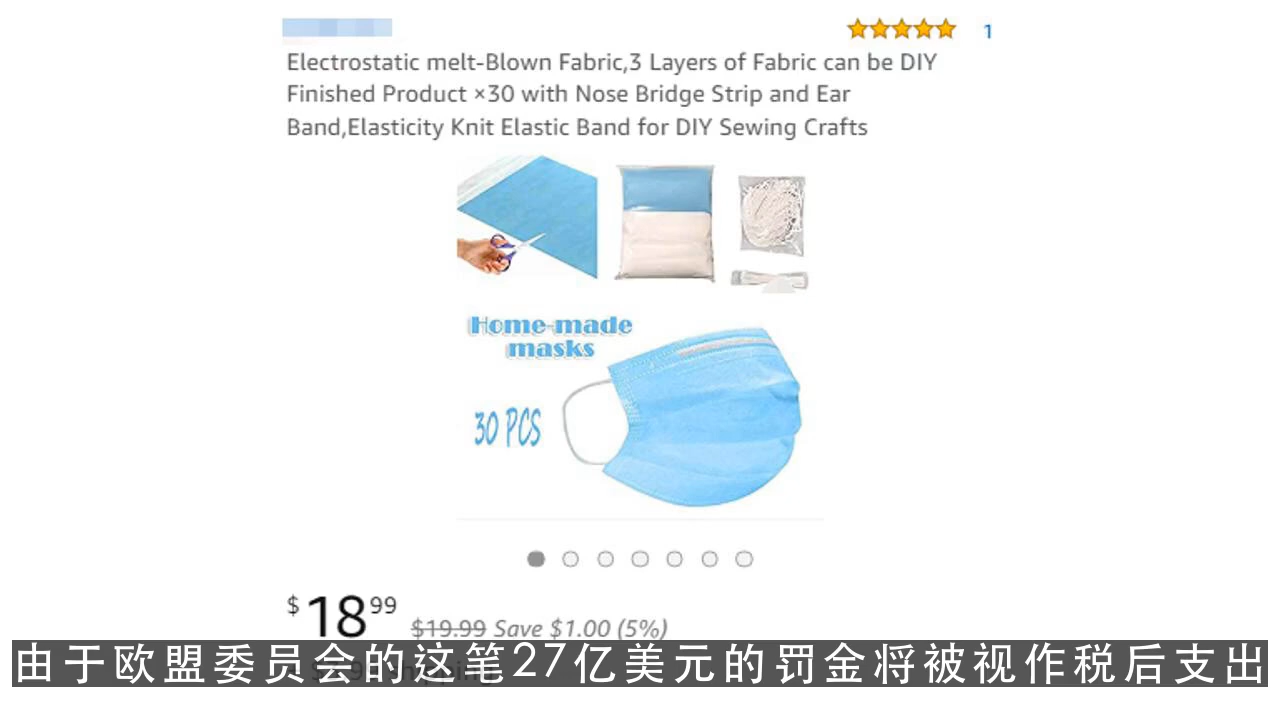 1
Electrostatic melt-Blown Fabric,3 Layers of Fabric can be DIY
Finished Product ×30 with Nose Bridge Strip and Ear
Band,Elasticity Knit Elastic Band for DIY Sewing Crafts
Home-made
masks
30 PCS
$18.99 $19.99 Save $1.00 (5%)
由于欧盟委员会的这笔27亿美元的罚金将被视作税后支出